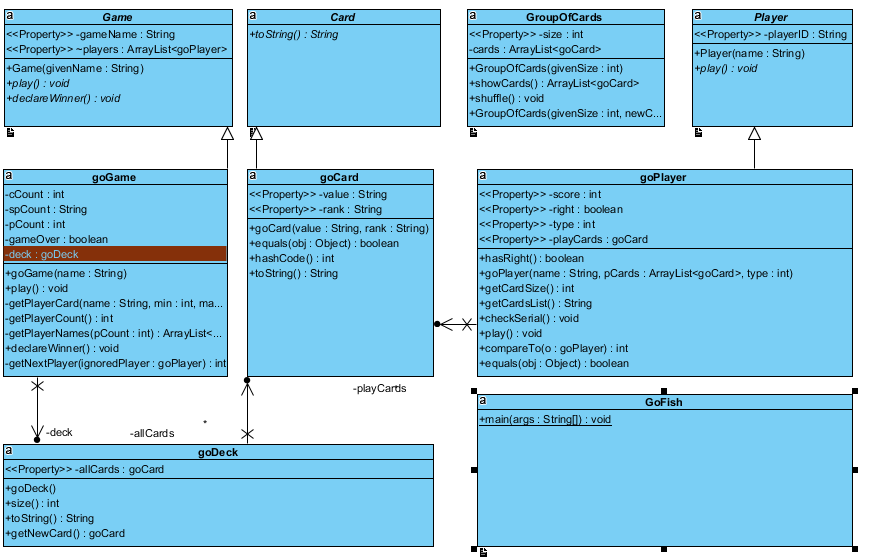 a
Game
<<Property>> -gameName : String
<<Property>> ~players : ArrayList<goPlayer>
+Game(givenName : String)
+play() : void
+declareWinner() : void
a
Card
+toString() : String
a
GroupOfCards
<<Property>> -size : int
-cards : ArrayList<goCard>
+GroupOfCards(givenSize : int)
+showCards() : ArrayList<goCard>
+shuffle() : void
+GroupOfCards(givenSize : int, newC...
a
Player
<<Property>> -playerID : String
+Player(name : String)
+play() : void
a
goGame
-cCount : int
-spCount : String
-pCount : int
-gameOver : boolean
-deck : goDeck
+goGame(name : String)
+play() : void
-getPlayerCard(name : String, min : int, ma...
-getPlayerCount() : int
-getPlayerNames(pCount : int) : ArrayList<...
+declareWinner() : void
-getNextPlayer(ignoredPlayer : goPlayer) : int
a
goCard
<<Property>> -value : String
<<Property>> -rank : String
+goCard(value : String, rank : String)
+equals(obj : Object) : boolean
+hashCode() : int
+toString() : String
a
goPlayer
<<Property>> -score : int
<<Property>> -right : boolean
<<Property>> -type : int
<<Property>> -playCards : goCard
+hasRight() : boolean
+goPlayer(name : String, pCards : ArrayList<goCard>, type : int)
+getCardSize() : int
+getCardsList() : String
+checkSerial() : void
+play() : void
+compareTo(o : goPlayer) : int
+equals(obj : Object) : boolean
-playCards
*
-deck
-allCards
*
a
goDeck
<<Property>> -allCards : goCard
+goDeck()
+size() : int
+toString() : String
+getNewCard() : goCard
a
GoFish
+main(args : String[]) : void